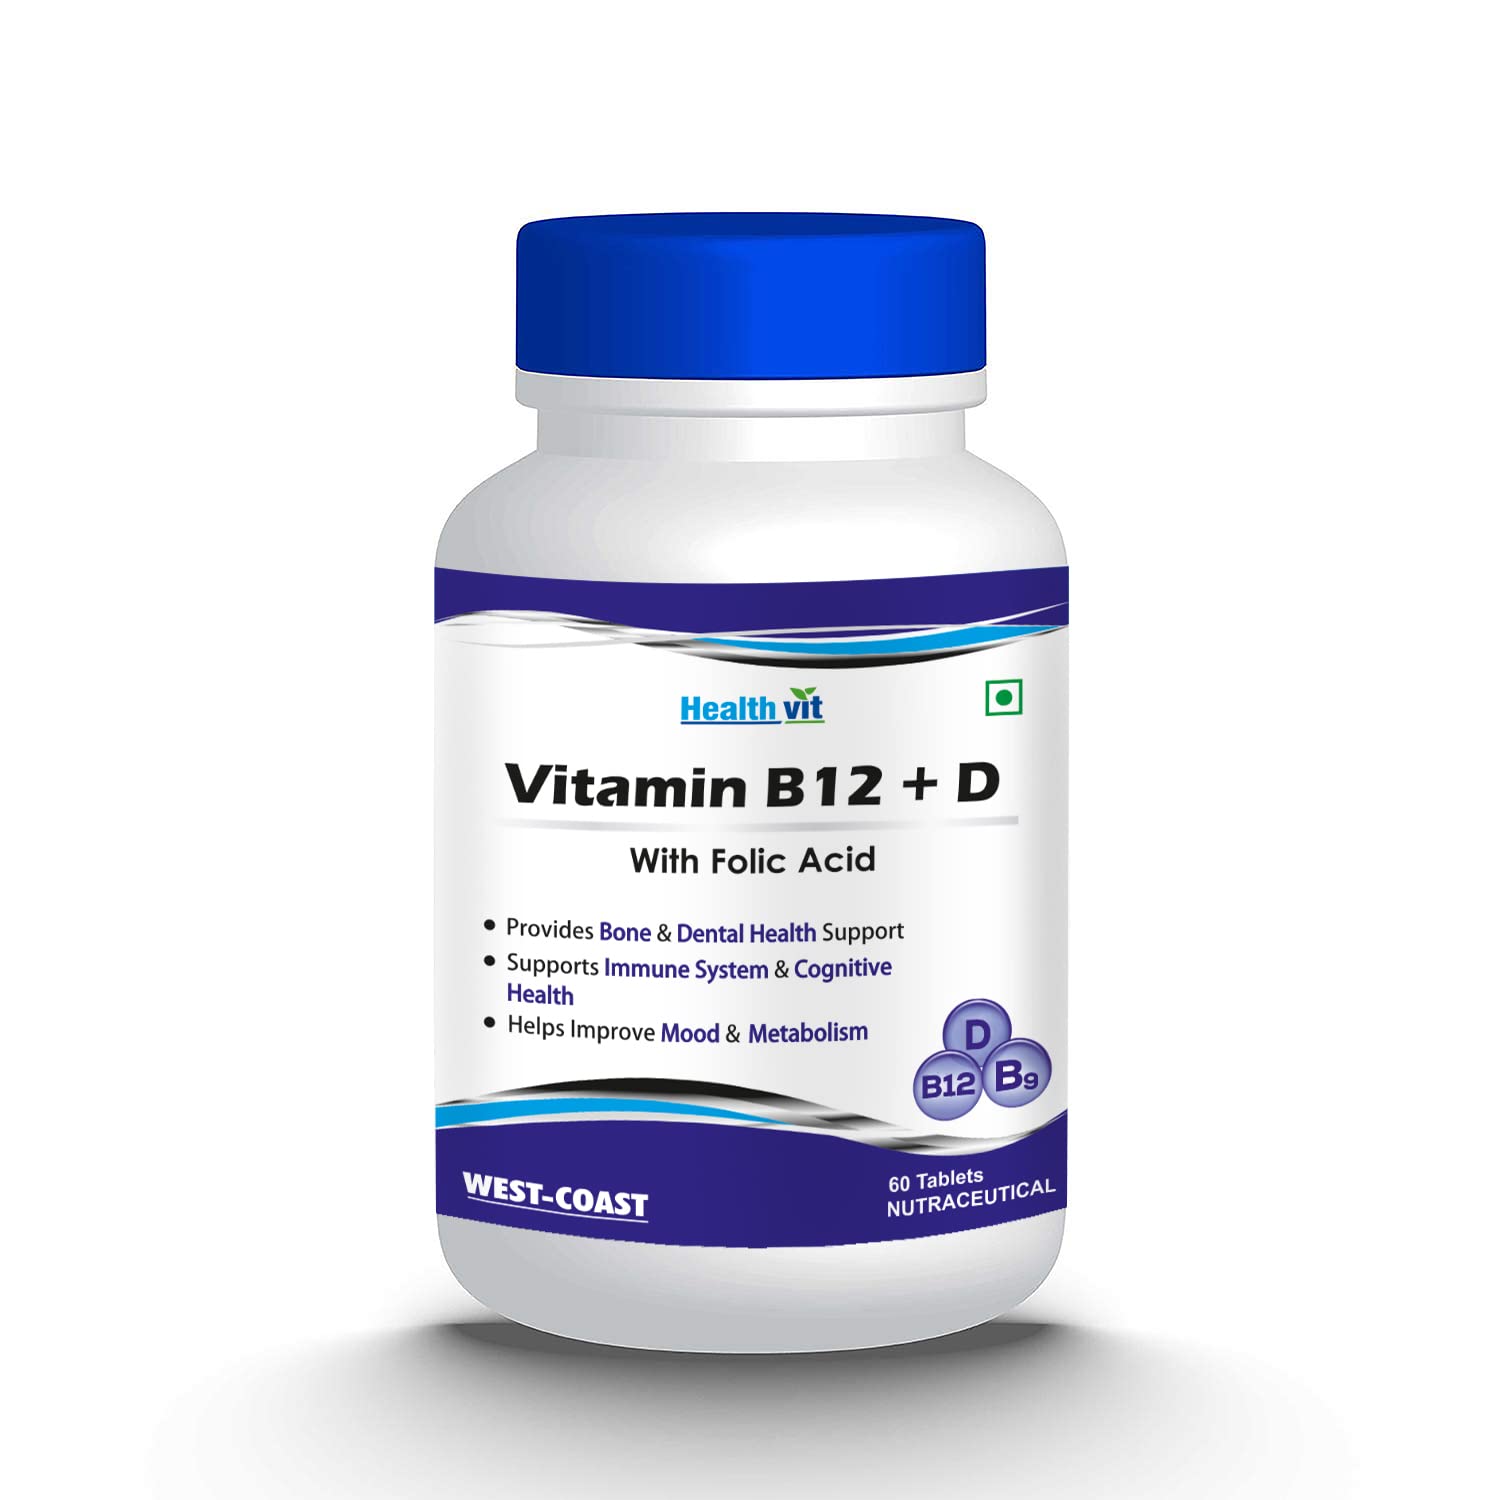 Health vit
Vitamin B12 + D
With Folic Acid
• Provides Bone & Dental Health Support
• Supports Immune System & Cognitive
Health
• Helps Improve Mood & Metabolism
D
B12 B9
WEST-COAST
60 Tablets
NUTRACEUTICAL